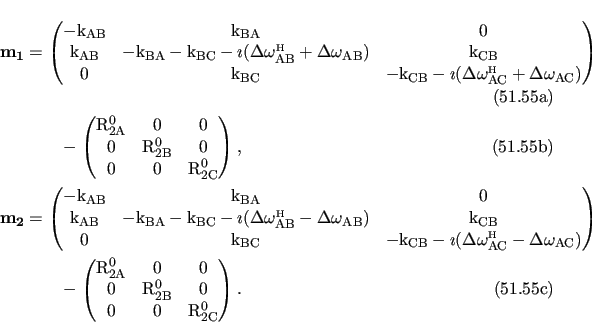 m₁ = ( −k_AB k_BA 0
k_AB −k_BA − k_BC − ı(Δω^H_AB + Δω_AB) k_CB
0 k_BC −k_CB − ı(Δω^H_AC + Δω_AC) )
(51.55a)
− ( R⁰_2A 0 0
0 R⁰_2B 0
0 0 R⁰_2C ) , (51.55b)
m₂ = ( −k_AB k_BA 0
k_AB −k_BA − k_BC − ı(Δω^H_AB − Δω_AB) k_CB
0 k_BC −k_CB − ı(Δω^H_AC − Δω_AC) )
− ( R⁰_2A 0 0
0 R⁰_2B 0
0 0 R⁰_2C ) . (51.55c)